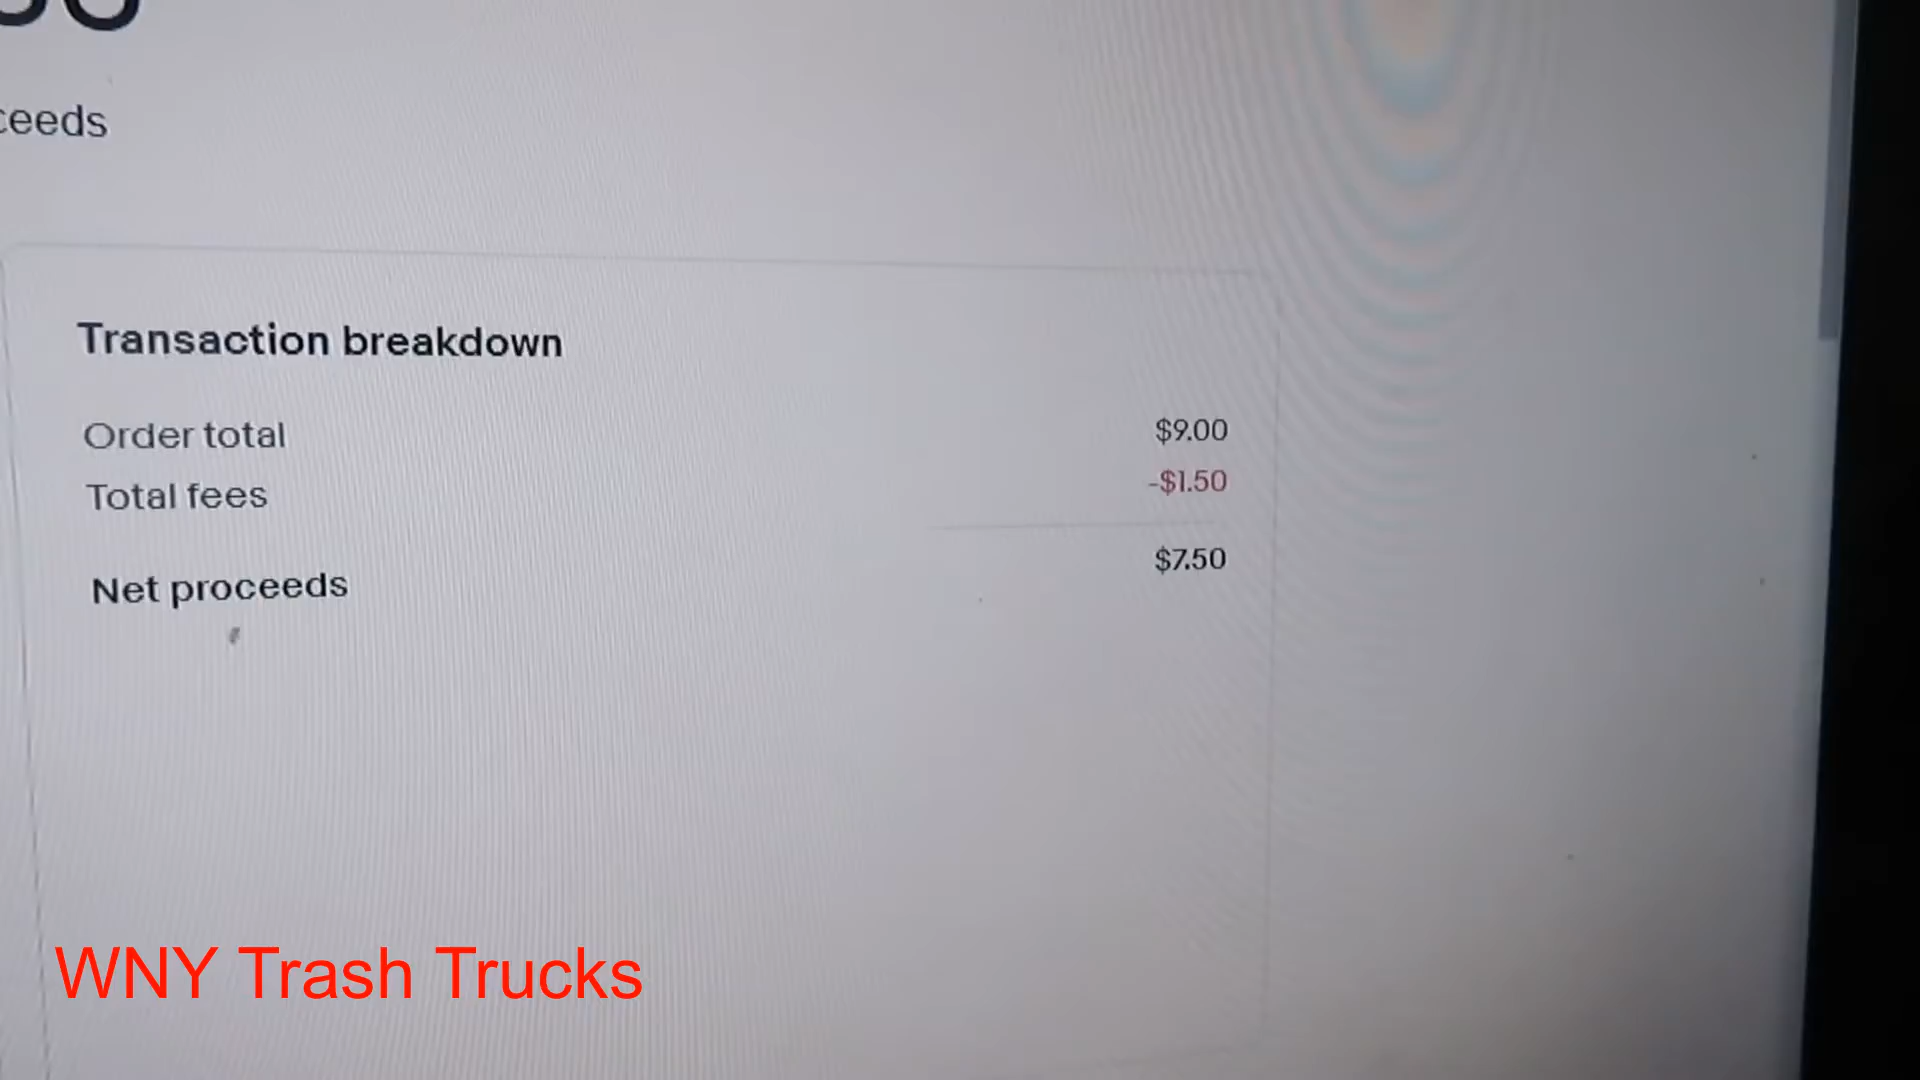 ceeds
Transaction breakdown
Order total $9.00
Total fees -$1.50
Net proceeds $7.50
WNY Trash Trucks